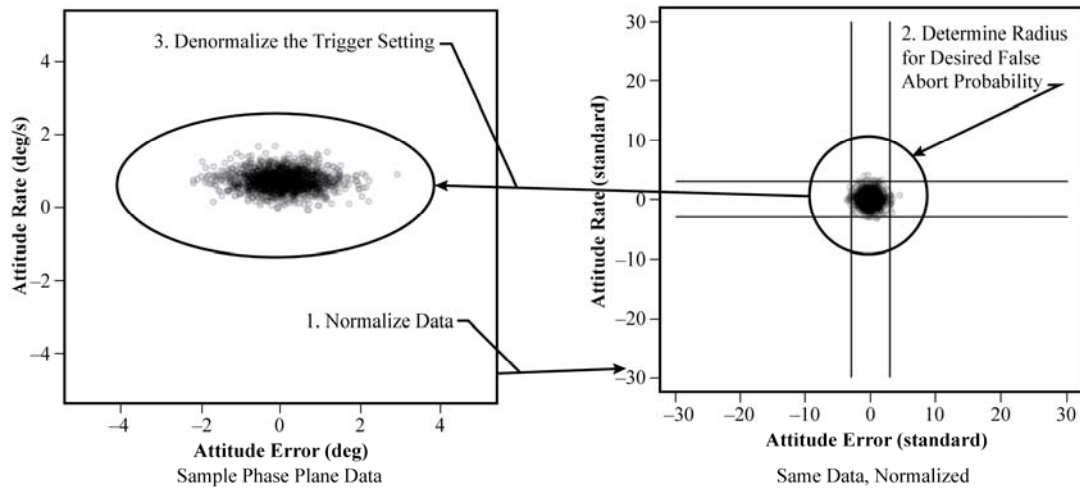 3. Denormalize the Trigger Setting
4
2
0
–2
–4
Attitude Rate (deg/s)
1. Normalize Data
–4
–2
0
2
4
Attitude Error (deg)
Sample Phase Plane Data
2. Determine Radius
for Desired False
Abort Probability
30
20
10
0
–10
–20
–30
Attitude Rate (standard)
–30
–20
–10
0
10
20
30
Attitude Error (standard)
Same Data, Normalized